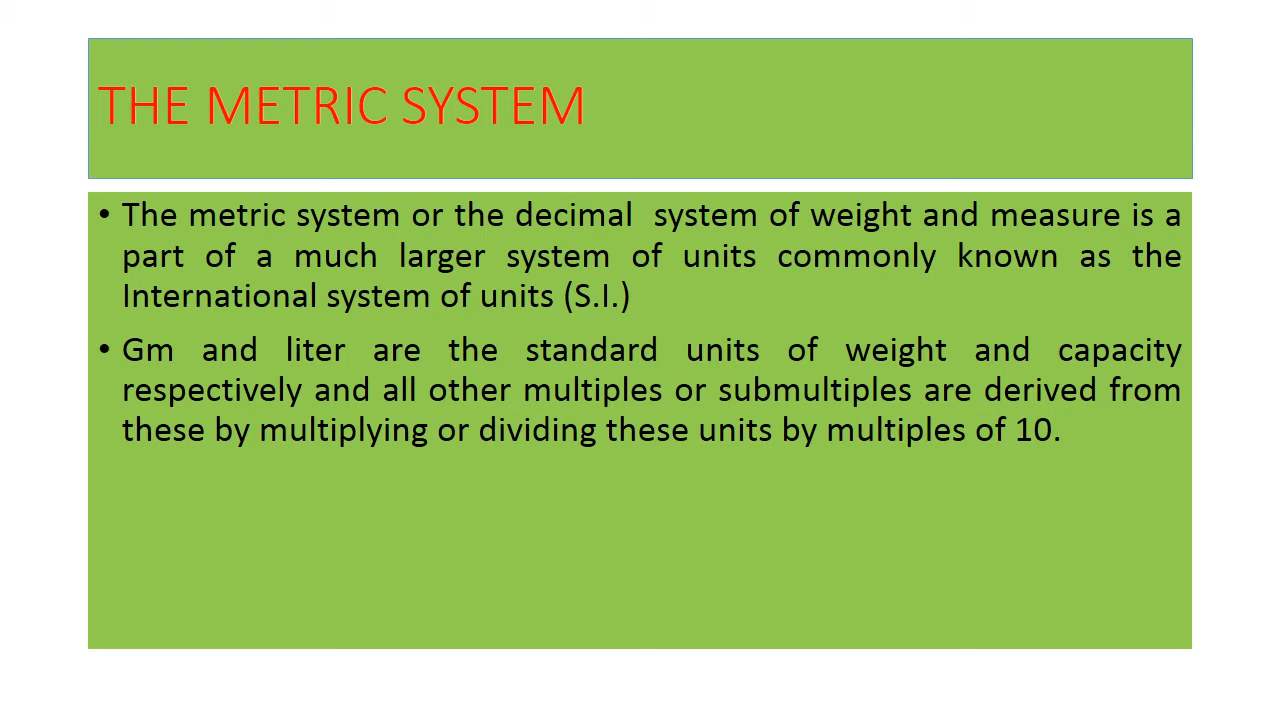 THE METRIC SYSTEM
• The metric system or the decimal  system of weight and measure is a
part of a much larger system of units commonly known as the
International system of units (S.I.)
• Gm and liter are the standard units of weight and capacity
respectively and all other multiples or submultiples are derived from
these by multiplying or dividing these units by multiples of 10.